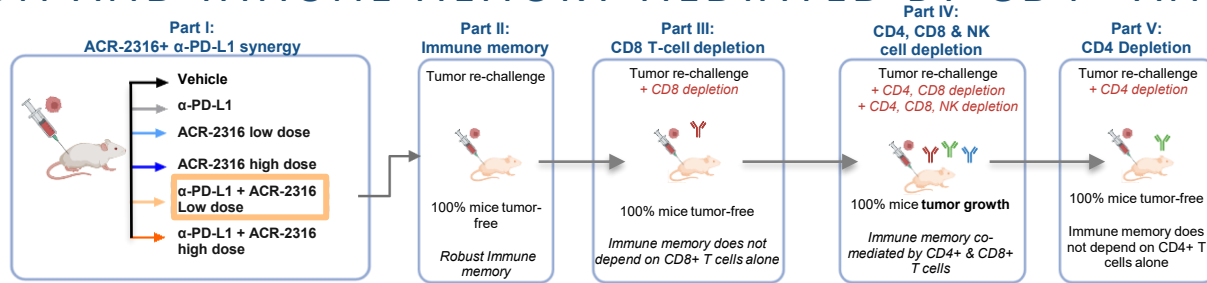 Part I:
ACR-2316+ α-PD-L1 synergy
Vehicle
α-PD-L1
ACR-2316 low dose
ACR-2316 high dose
α-PD-L1 + ACR-2316
Low dose
α-PD-L1 + ACR-2316
high dose
Part II:
Immune memory
Tumor re-challenge
100% mice tumor-
free
Robust Immune
memory
Part III:
CD8 T-cell depletion
Tumor re-challenge
+ CD8 depletion
100% mice tumor-free
Immune memory does not
depend on CD8+ T cells alone
Part IV:
CD4, CD8 & NK
cell depletion
Tumor re-challenge
+ CD4, CD8 depletion
+ CD4, CD8, NK depletion
100% mice tumor growth
Immune memory co-
mediated by CD4+ & CD8+
T cells
Part V:
CD4 Depletion
Tumor re-challenge
+ CD4 depletion
100% mice tumor-free
Immune memory does
not depend on CD4+ T
cells alone